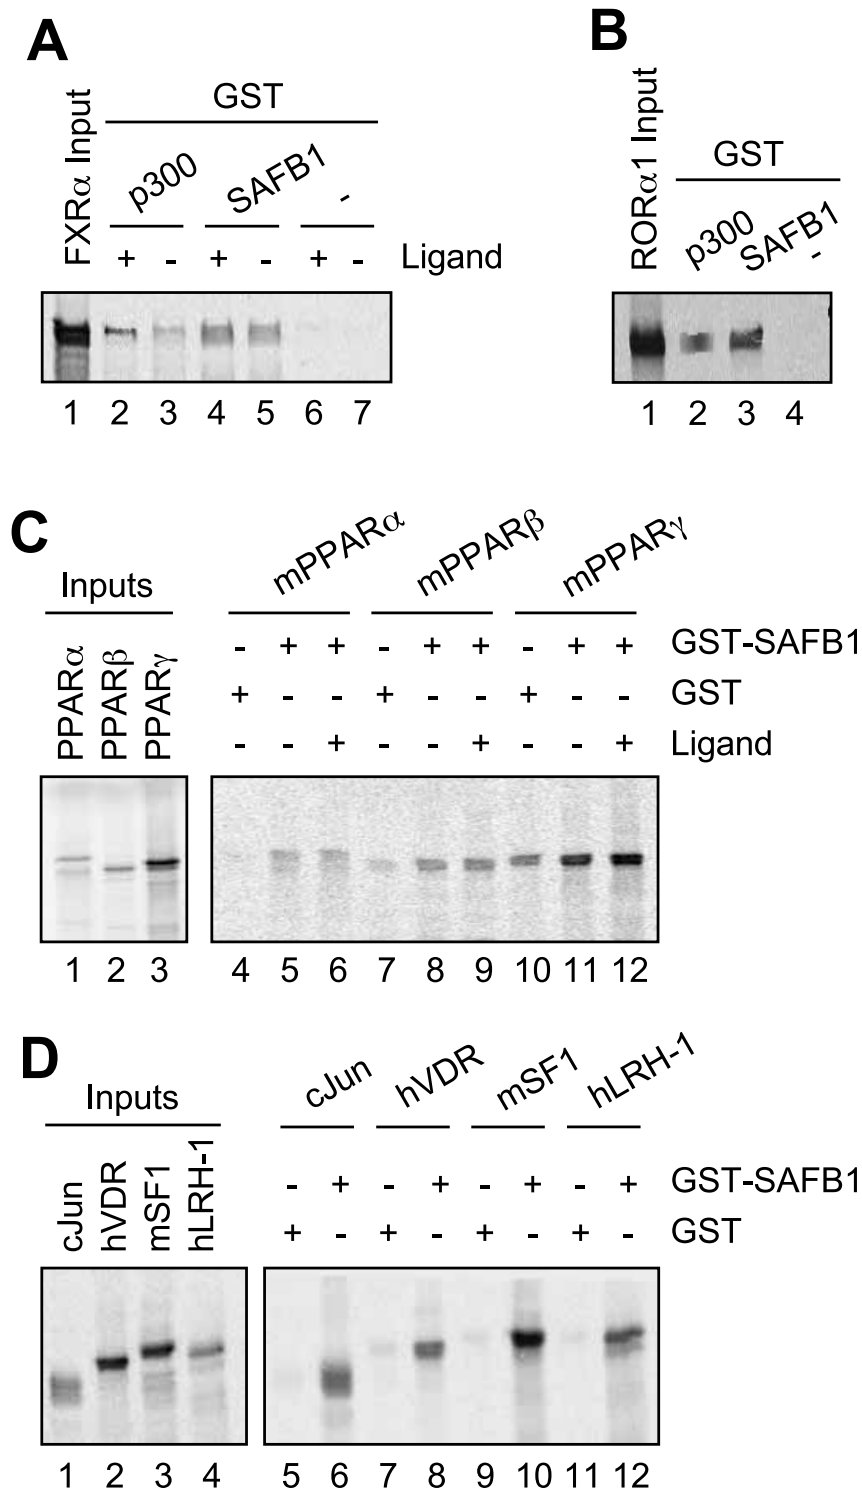 A
GST
FXRα Input
p300 SAFB1 -
+ - + - + - Ligand
1 2 3 4 5 6 7
B
RORα1 Input
GST
p300 SAFB1 -
1 2 3 4
C
Inputs
PPARα PPARβ PPARγ
mPPARα mPPARβ mPPARγ
- + + - + + - + + GST-SAFB1
+ - - + - - + - - GST
- - + - - + - - + Ligand
1 2 3 4 5 6 7 8 9 10 11 12
D
Inputs
cJun hVDR mSF1 hLRH-1
cJun hVDR mSF1 hLRH-1
- + - + - + - + GST-SAFB1
+ - + - + - + - GST
1 2 3 4 5 6 7 8 9 10 11 12